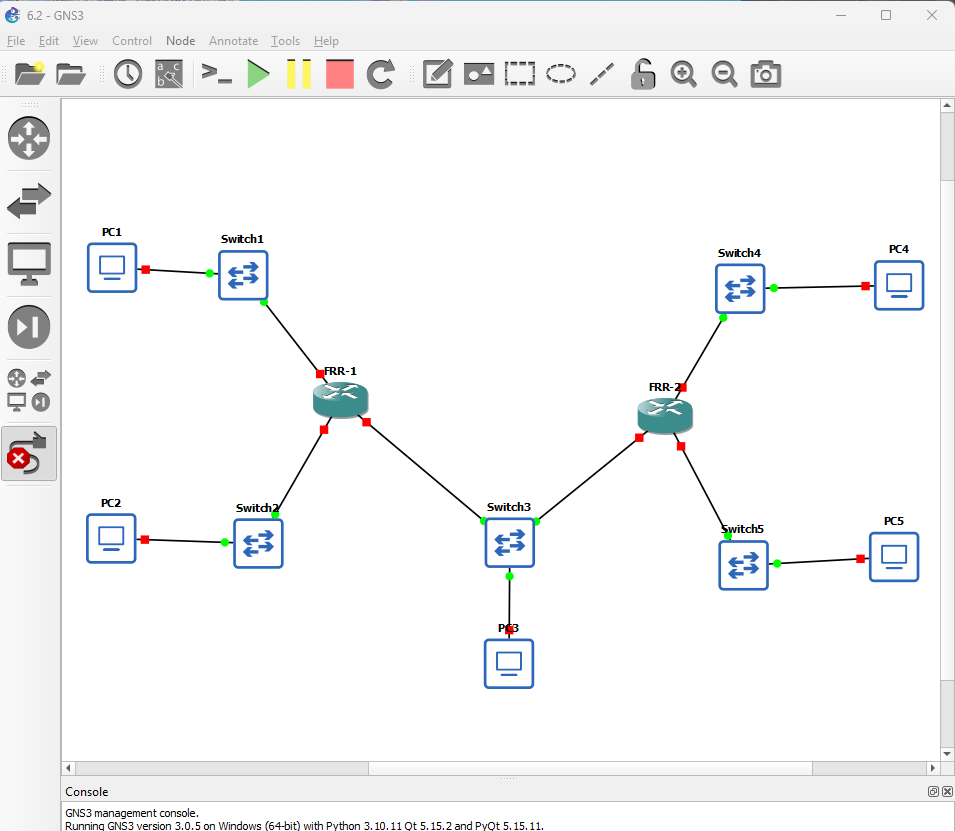 6.2 - GNS3
File Edit View Control Node Annotate Tools Help
PC1
Switch1
Switch4
PC4
FRR-1
FRR-2
PC2
Switch2
Switch3
Switch5
PC5
PC3
Console
GNS3 management console.
Running GNS3 version 3.0.5 on Windows (64-bit) with Python 3.10.11 Qt 5.15.2 and PyQt 5.15.11.